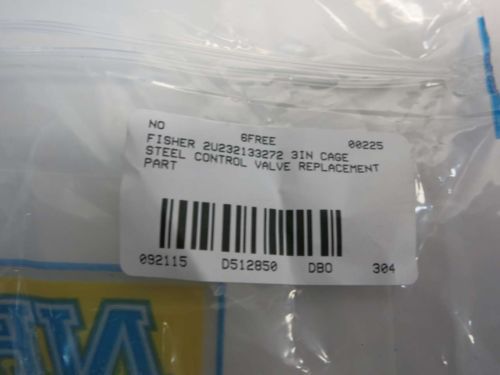 NO 6FREE 00225
FISHER 2U232133272 3IN CAGE
STEEL CONTROL VALVE REPLACEMENT
PART
092115 D512850 DBO 304